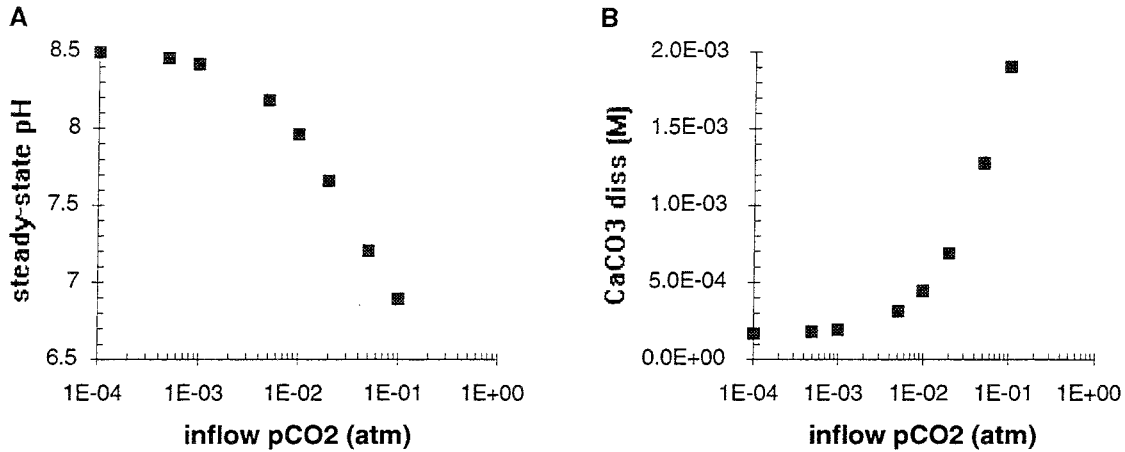 A
8.5
8
7.5
7
6.5
steady-state pH
1E-04 1E-03 1E-02 1E-01 1E+00
inflow pCO2 (atm)
B
2.0E-03
1.5E-03
1.0E-03
5.0E-04
0.0E+00
CaCO3 diss [M]
1E-04 1E-03 1E-02 1E-01 1E+00
inflow pCO2 (atm)